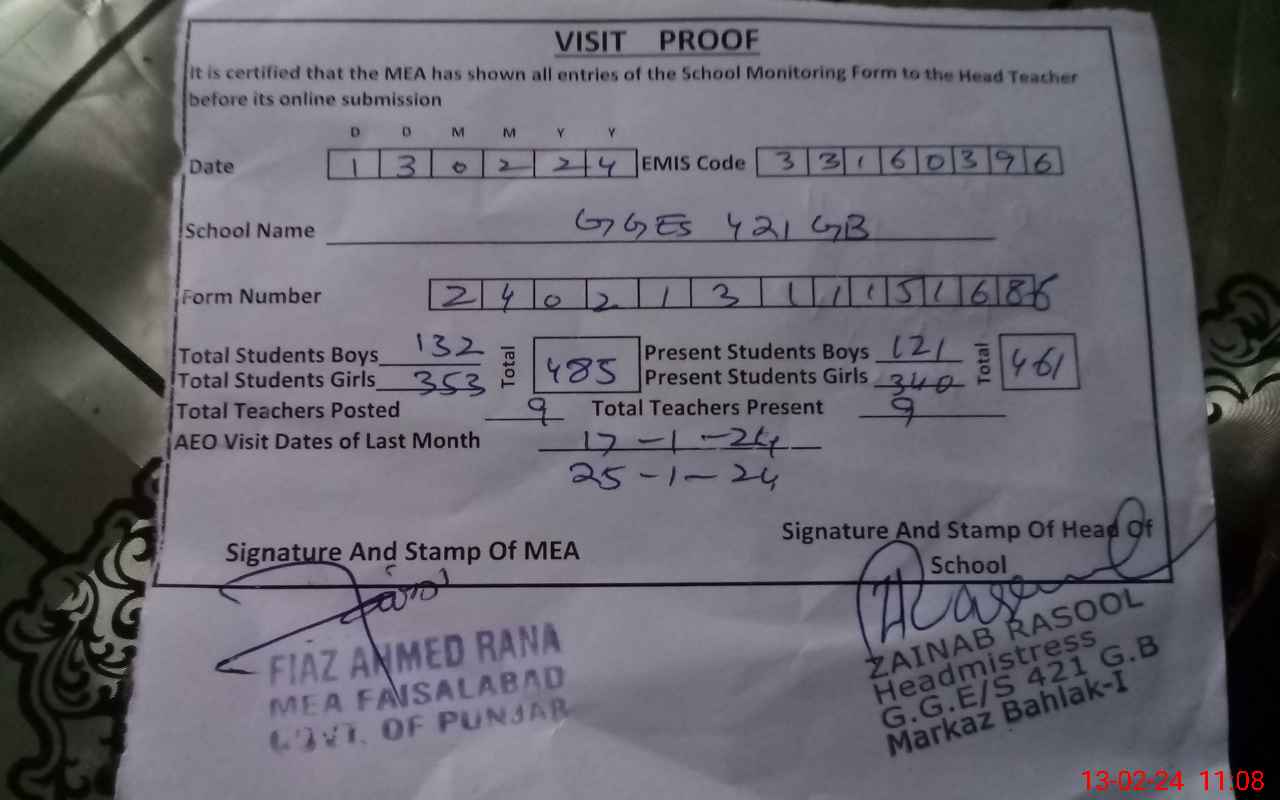 VISIT PROOF
It is certified that the MEA has shown all entries of the School Monitoring Form to the Head Teacher
before its online submission
D D M M Y Y
Date 1 3 0 2 2 4 EMIS Code 3 3 1 6 0 3 9 6
School Name GGES 421 GB
Form Number 2 4 0 2 1 3 1 1 1 5 1 6 8 6
Total Students Boys 132 Total 485 Present Students Boys 121 Total 461
Total Students Girls 353 Present Students Girls 340
Total Teachers Posted 9 Total Teachers Present 9
AEO Visit Dates of Last Month 17-1-24
25-1-24
Signature And Stamp Of MEA
Signature And Stamp Of Head Of
School
FIAZ AHMED RANA
MEA FAISALABAD
GOVT. OF PUNJAB
ZAINAB RASOOL
Headmistress
G.G.E/S 421 G.B
Markaz Bahlak-I
13-02-24 11:08